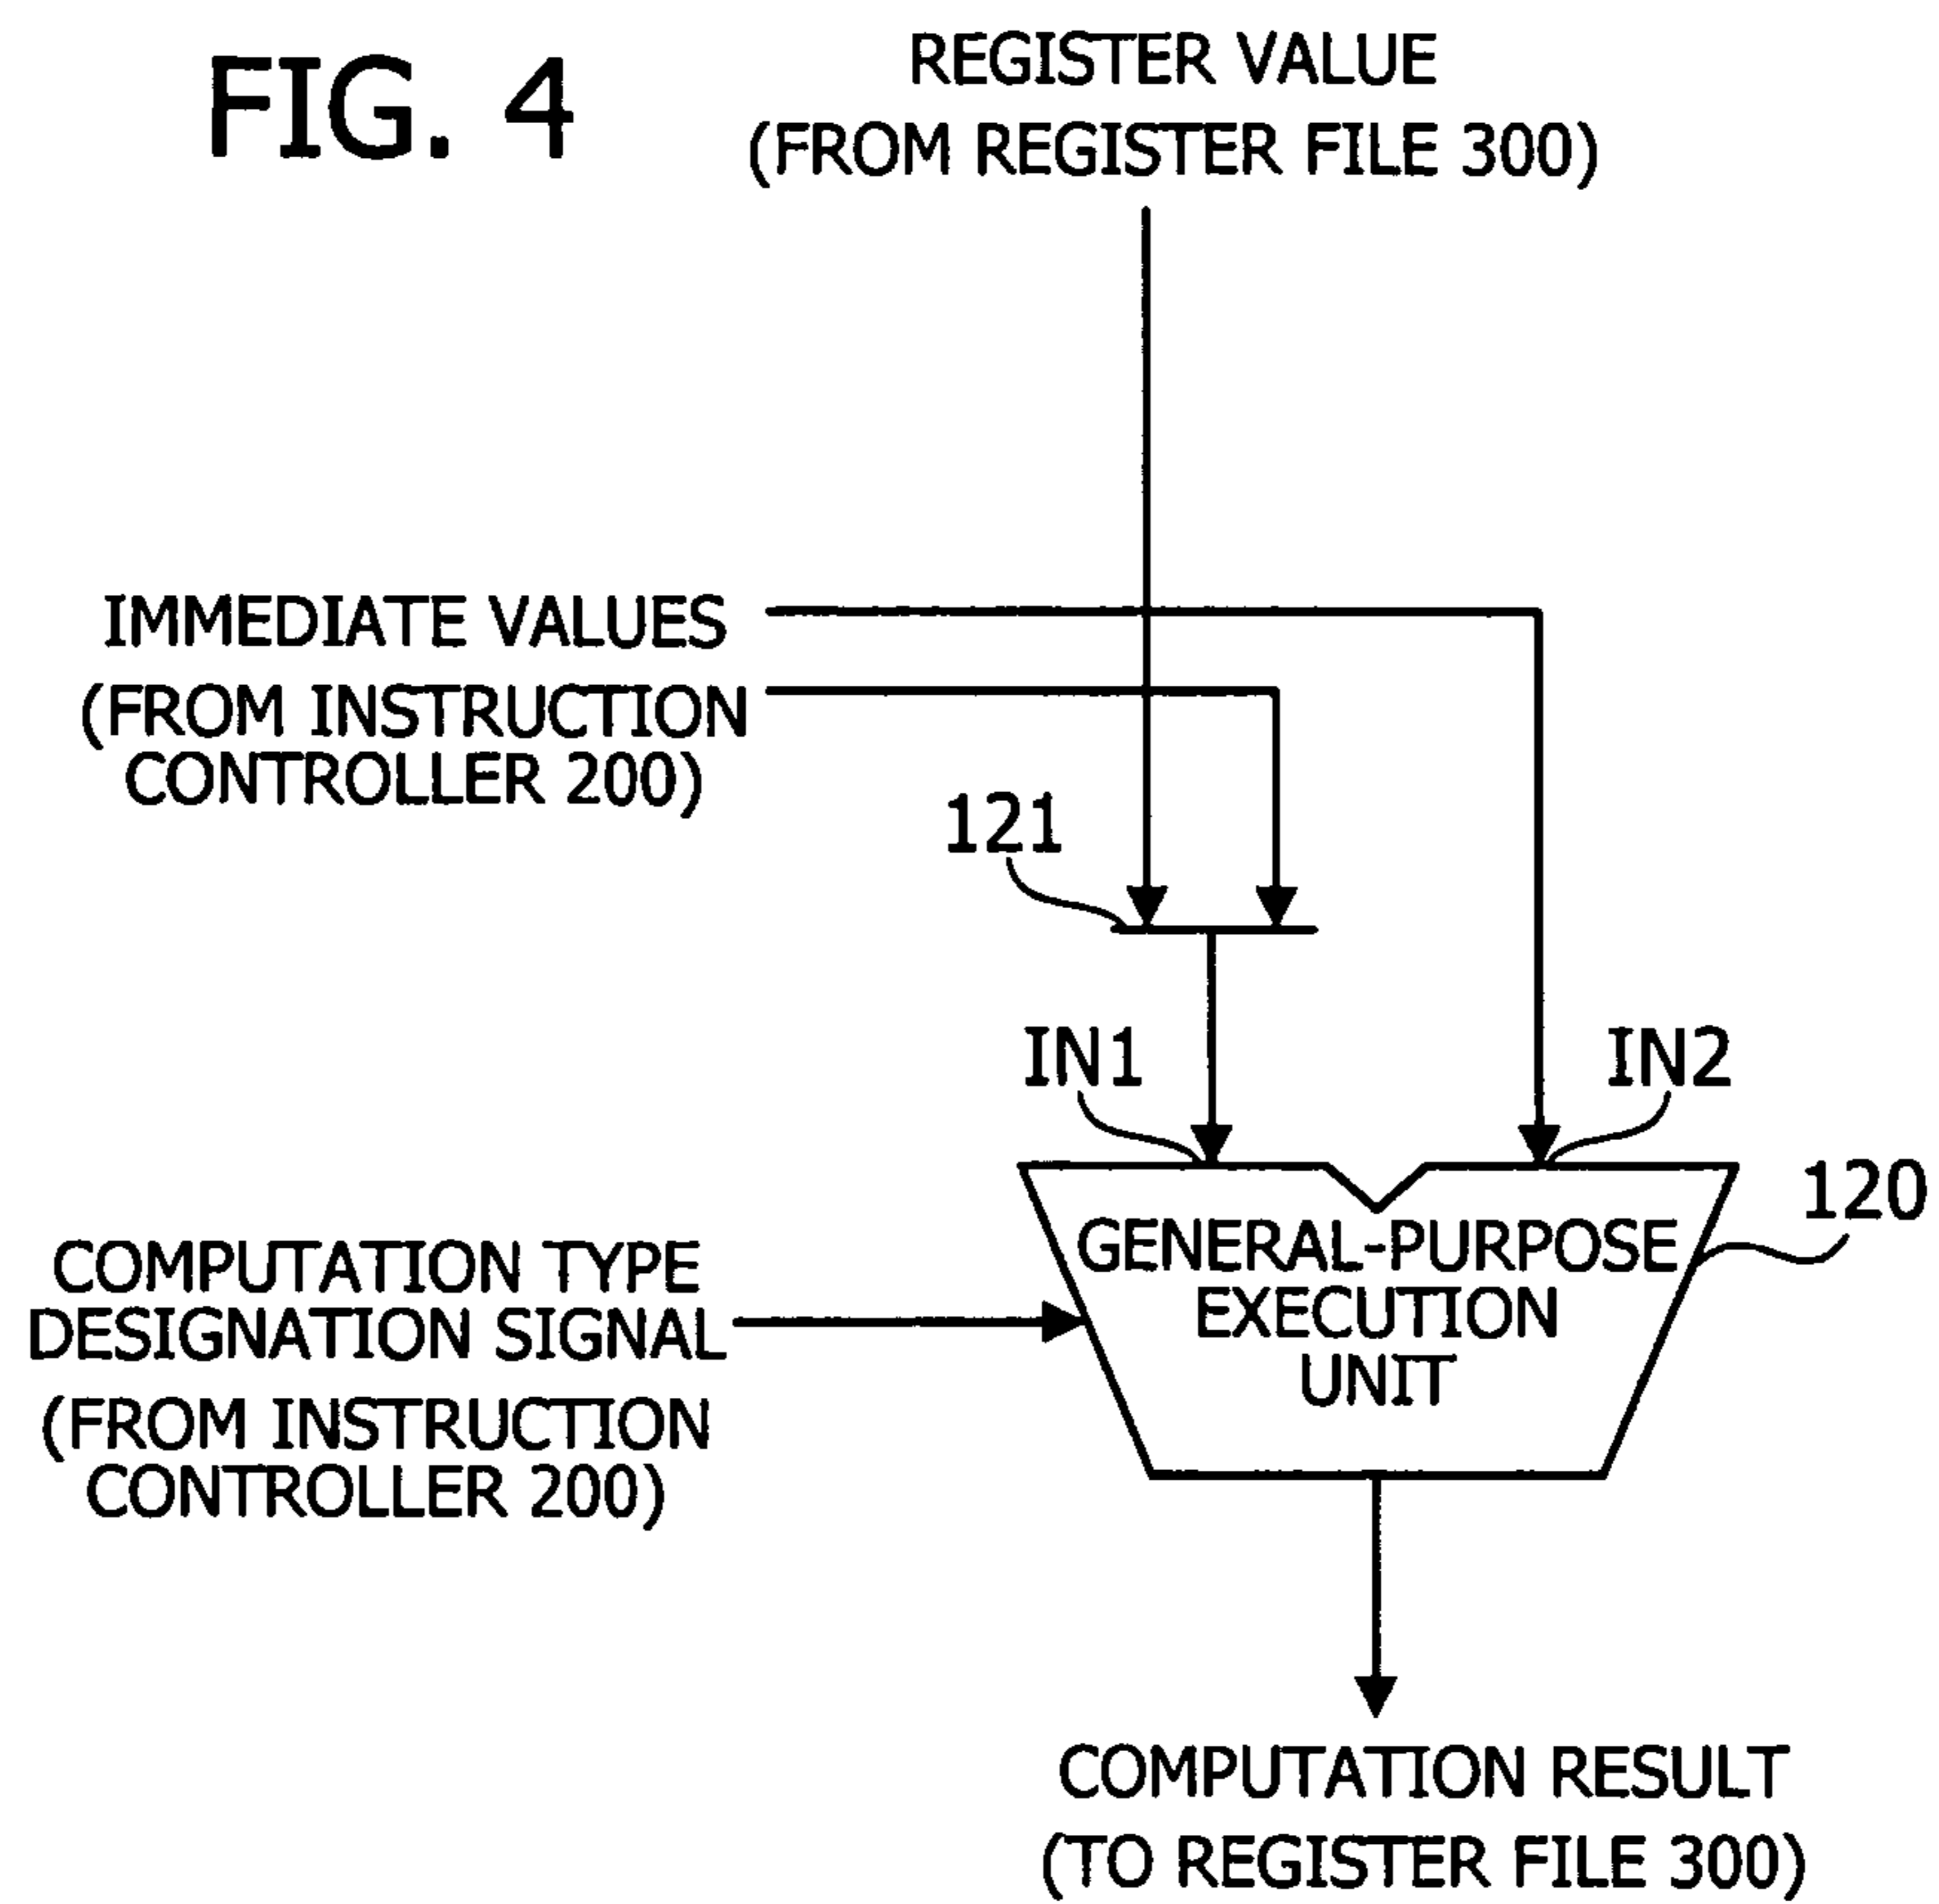 FIG. 4
REGISTER VALUE
(FROM REGISTER FILE 300)
IMMEDIATE VALUES
(FROM INSTRUCTION
CONTROLLER 200)
121
IN1
IN2
120
GENERAL-PURPOSE
EXECUTION
UNIT
COMPUTATION TYPE
DESIGNATION SIGNAL
(FROM INSTRUCTION
CONTROLLER 200)
COMPUTATION RESULT
(TO REGISTER FILE 300)